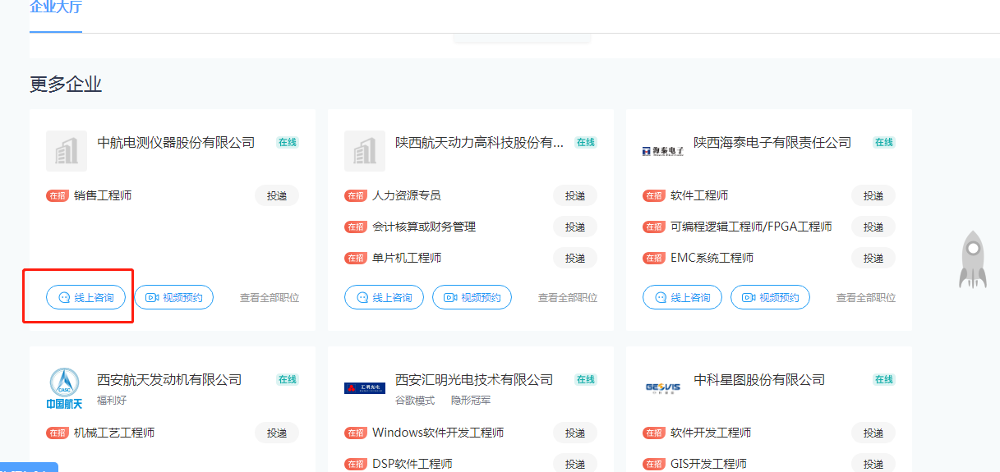 企业大厅
更多企业
中航电测仪器股份有限公司 在线
在招 销售工程师 投递
线上咨询 视频预约 查看全部职位
陕西航天动力高科技股份有... 在线
在招 人力资源专员 投递
在招 会计核算或财务管理 投递
在招 单片机工程师 投递
线上咨询 视频预约 查看全部职位
海泰电子 陕西海泰电子有限责任公司 在线
在招 软件工程师 投递
在招 可编程逻辑工程师/FPGA工程师 投递
在招 EMC系统工程师 投递
线上咨询 视频预约 查看全部职位
CASC
中国航天
西安航天发动机有限公司 在线
福利好
在招 机械工艺工程师 投递
汇明光电 西安汇明光电技术有限公司 在线
谷歌模式 隐形冠军
在招 Windows软件开发工程师 投递
在招 DSP软件工程师 投递
GEOVIS 中科星图股份有限公司 在线
在招 软件开发工程师 投递
在招 GIS开发工程师 投递